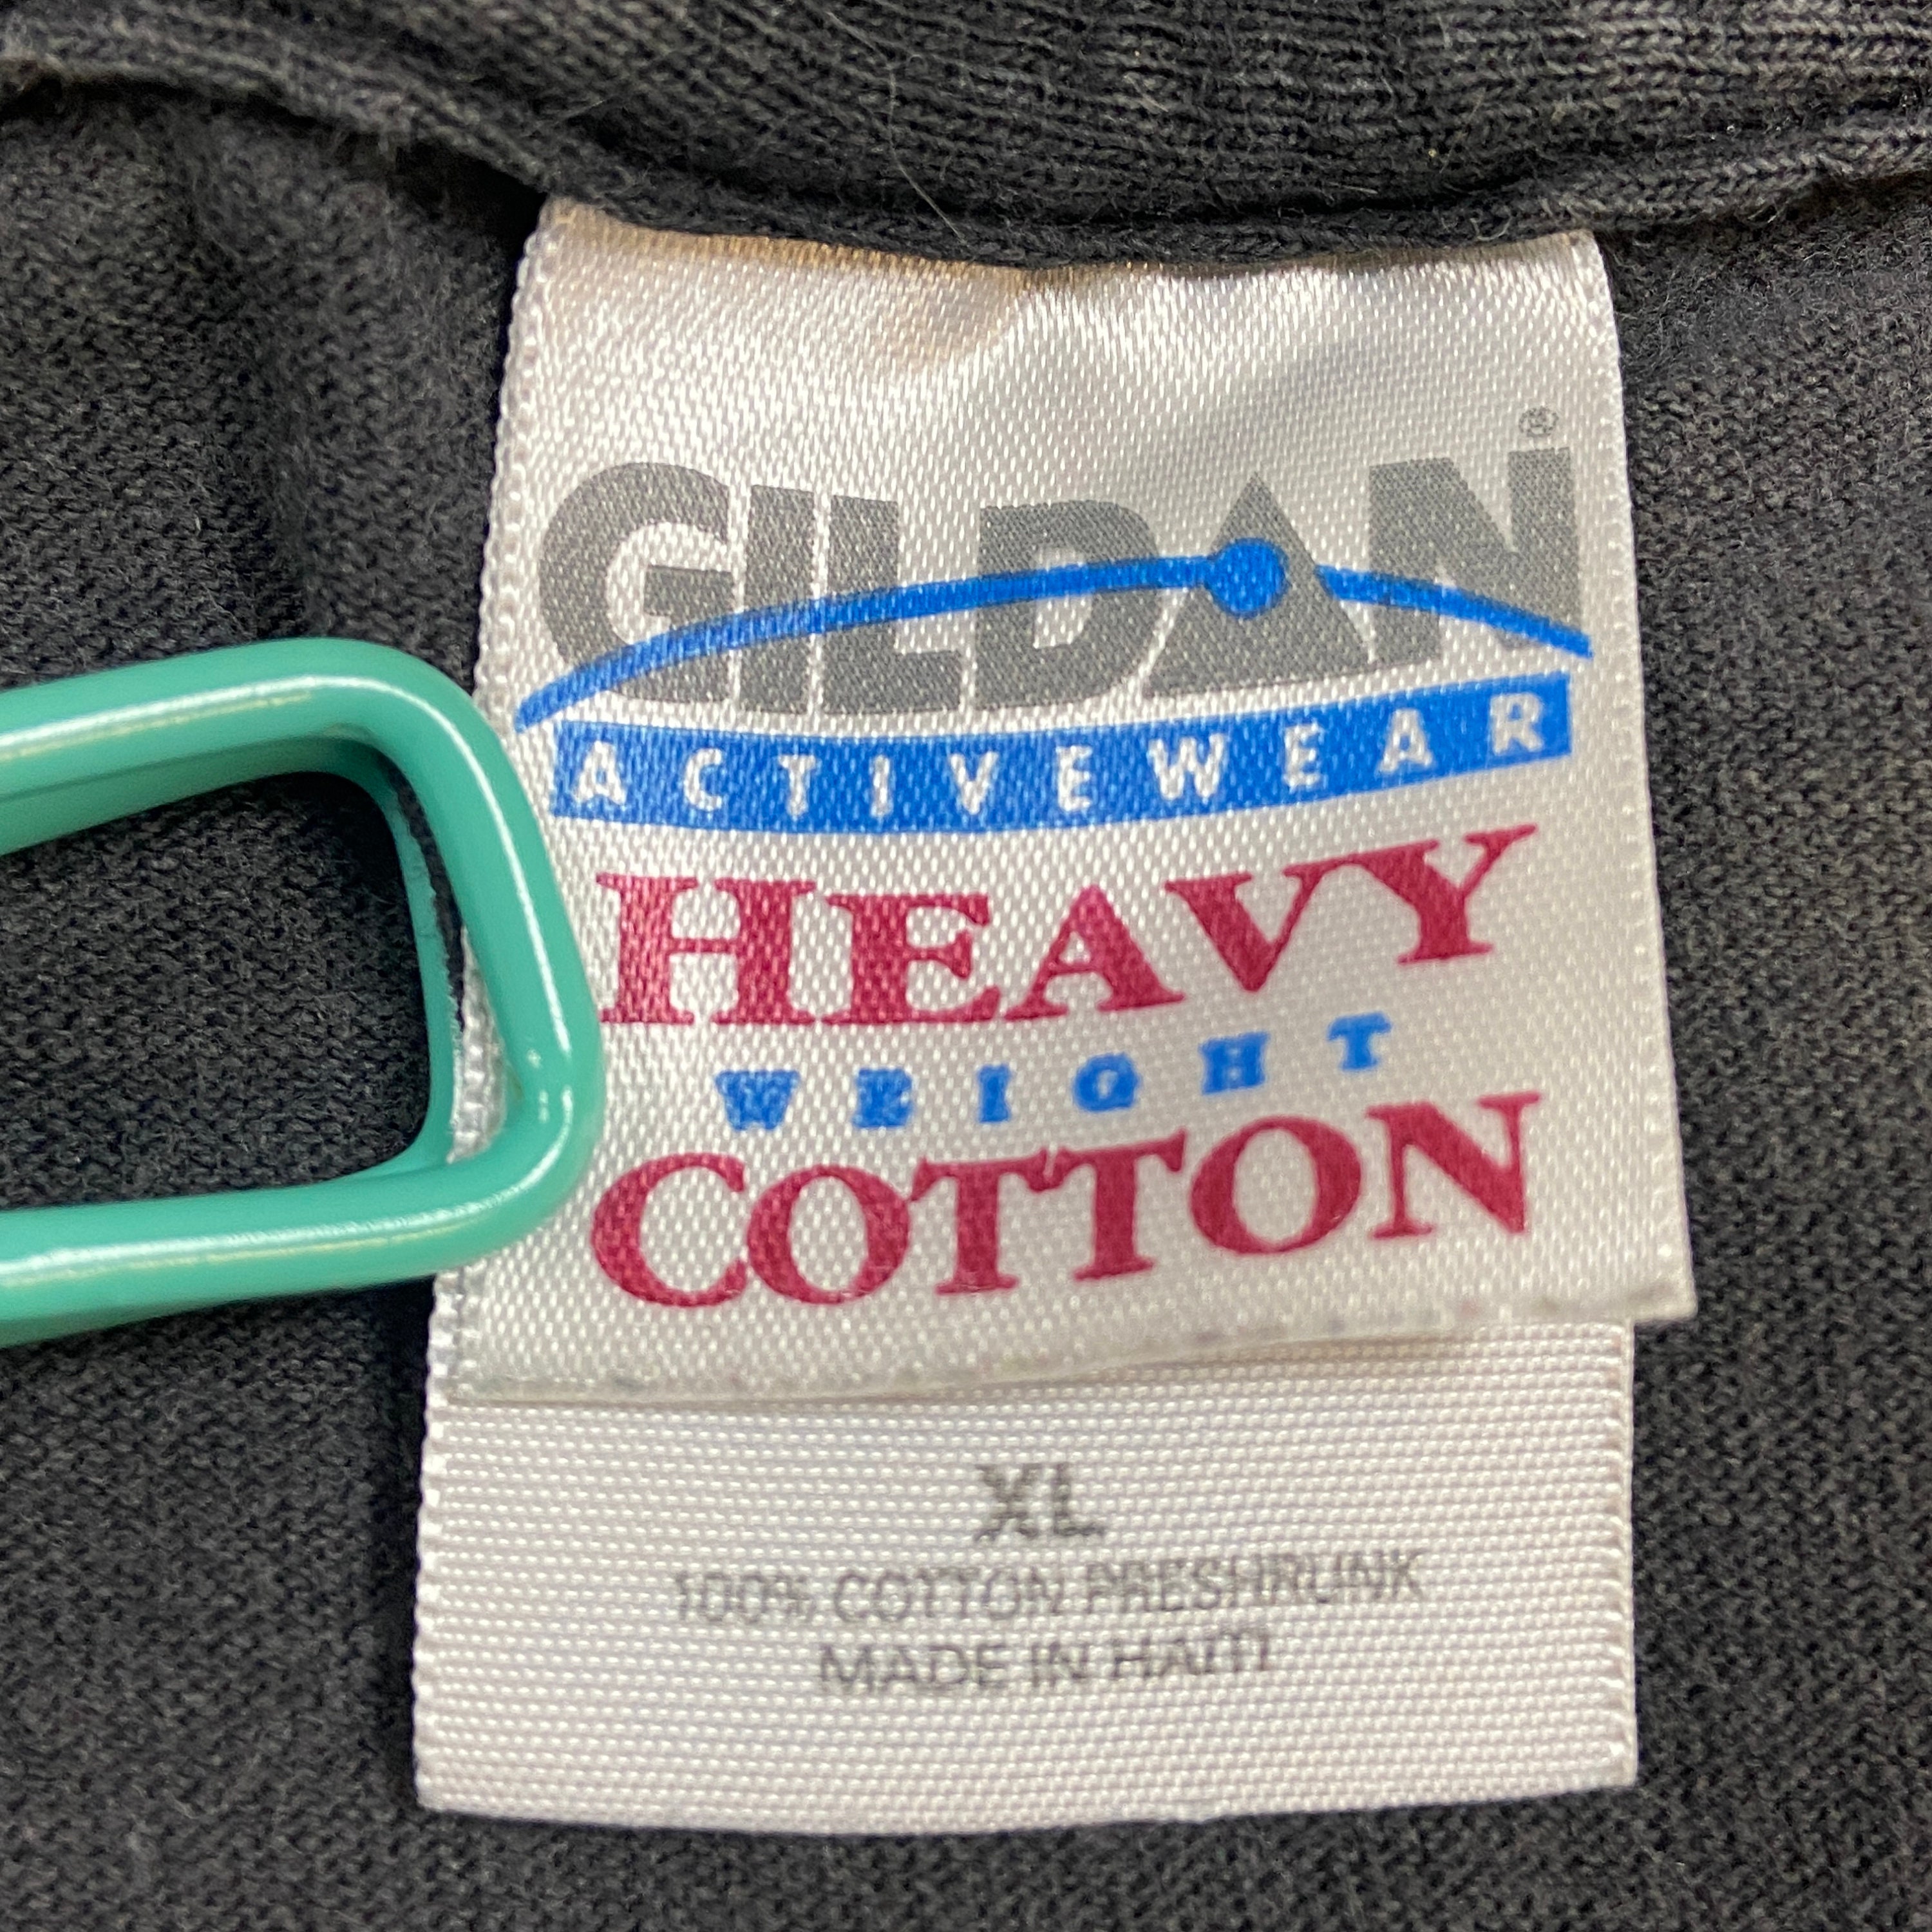 GILDAN®
ACTIVEWEAR
HEAVY
WEIGHT
COTTON
XL
100% COTTON PRESHRUNK
MADE IN HAITI